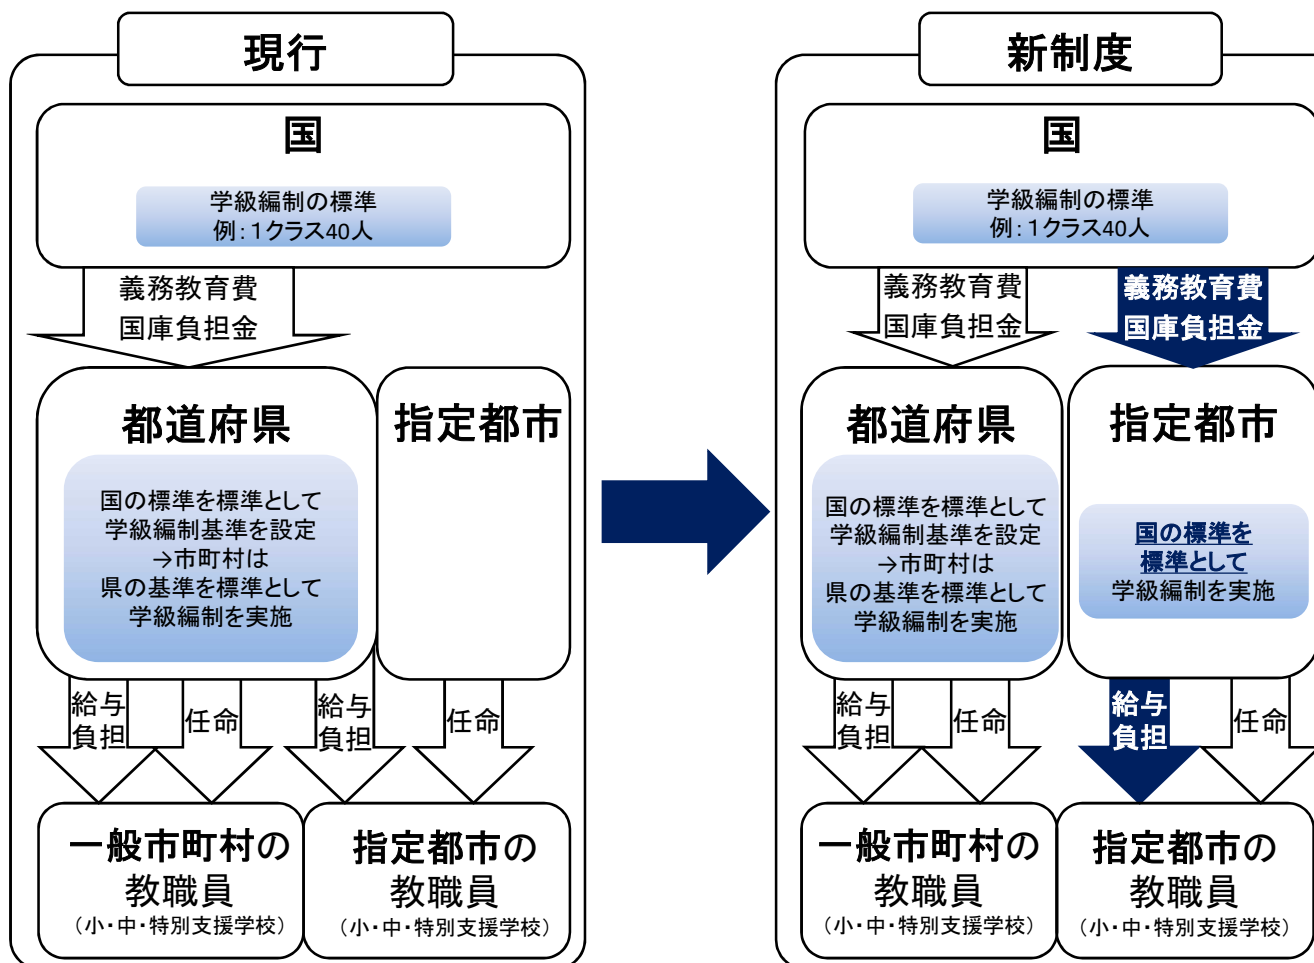 現行
国
学級編制の標準
例：1クラス40人
義務教育費
国庫負担金
都道府県
国の標準を標準として
学級編制基準を設定
→市町村は
県の基準を標準として
学級編制を実施
指定都市
給与
負担
任命
給与
負担
任命
一般市町村の
教職員
（小・中・特別支援学校）
指定都市の
教職員
（小・中・特別支援学校）
新制度
国
学級編制の標準
例：1クラス40人
義務教育費
国庫負担金
義務教育費
国庫負担金
都道府県
国の標準を標準として
学級編制基準を設定
→市町村は
県の基準を標準として
学級編制を実施
指定都市
国の標準を
標準として
学級編制を実施
給与
負担
任命
給与
負担
任命
一般市町村の
教職員
（小・中・特別支援学校）
指定都市の
教職員
（小・中・特別支援学校）